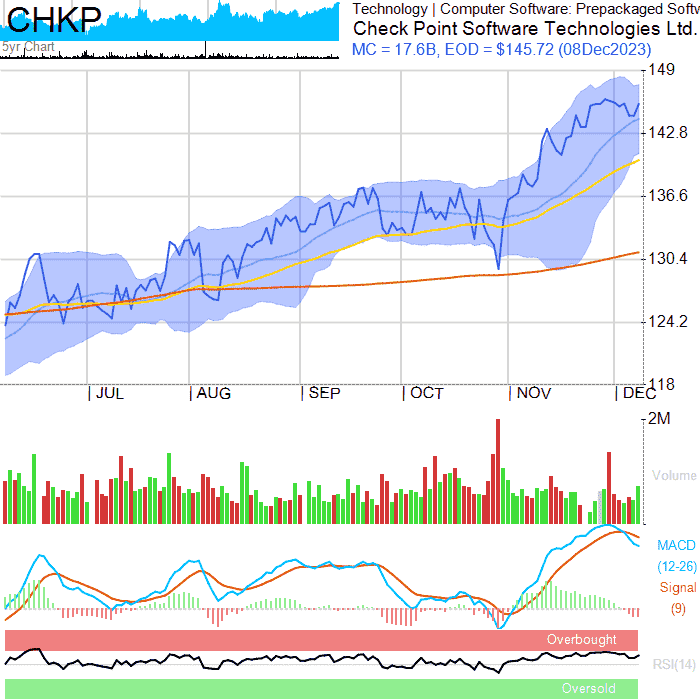 CHKP
5yr Chart
Technology | Computer Software: Prepackaged Softw
Check Point Software Technologies Ltd.
MC = 17.6B, EOD = $145.72 (08Dec2023)
149
142.8
136.6
130.4
124.2
118
JUL
AUG
SEP
OCT
NOV
DEC
2M
Volume
MACD
(12-26)
Signal
(9)
Overbought
RSI(14)
Oversold